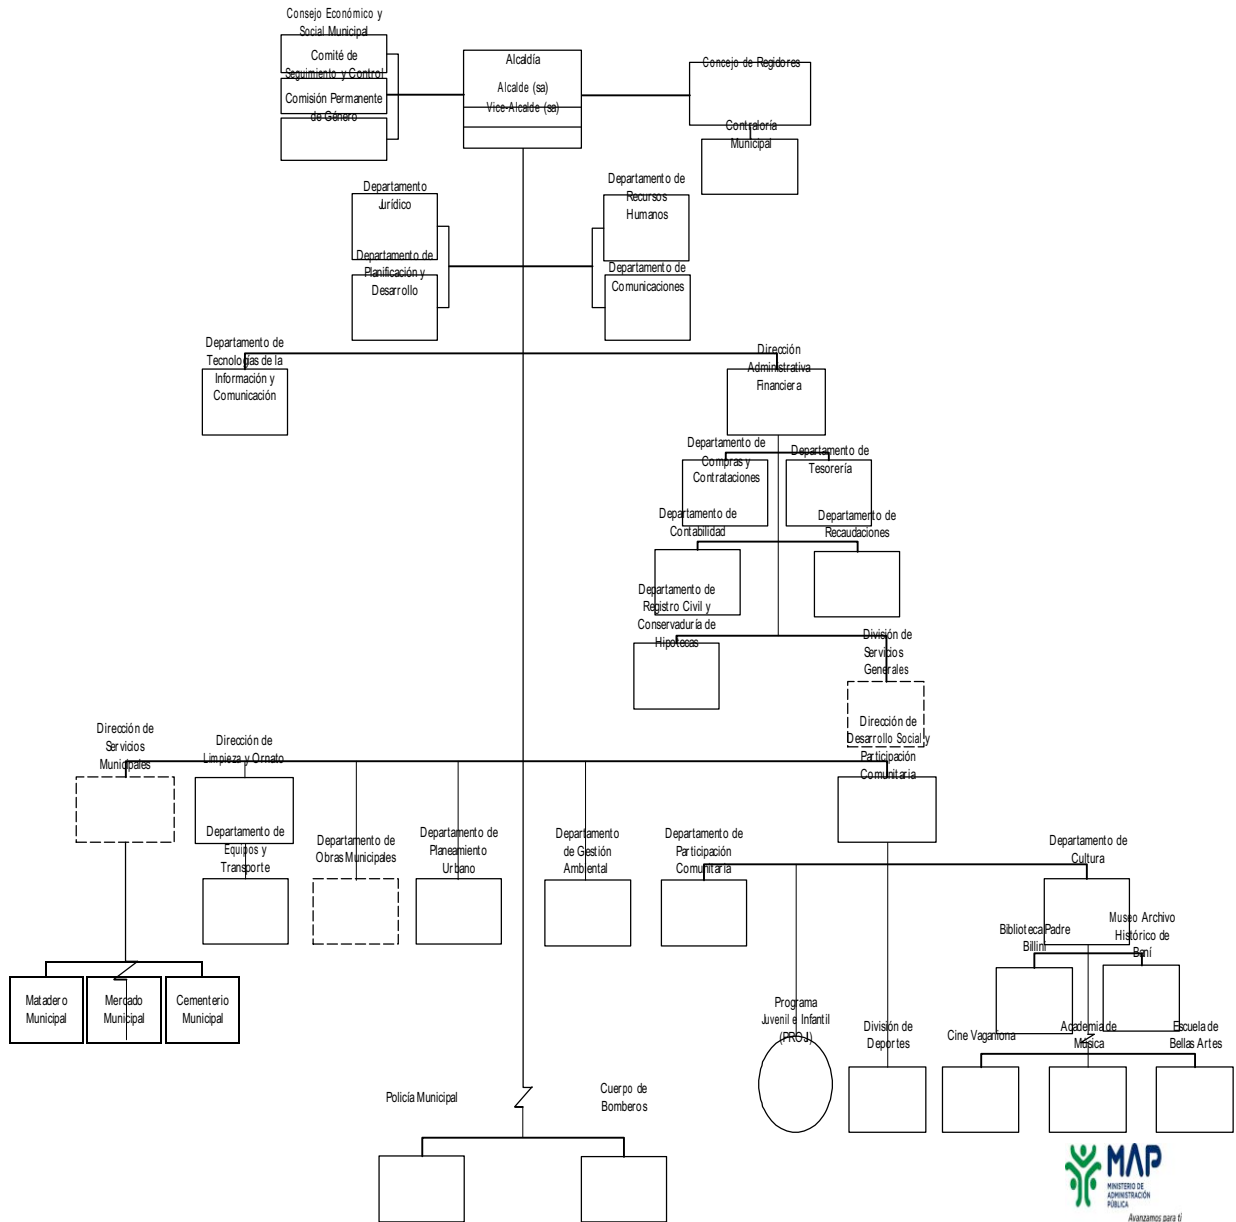 Consejo Económico y
Social Municipal
Comité de
Seguimiento y Control
Comisión Permanente
de Género
Alcaldía
Alcalde (sa)
Vice-Alcalde (sa)
Concejo de Regidores
Contraloría
Municipal
Departamento
Jurídico
Departamento de
Planificación y
Desarrollo
Departamento de
Recursos
Humanos
Departamento de
Comunicaciones
Departamento de
Tecnologías de la
Información y
Comunicación
Dirección
Administrativa
Financiera
Departamento de
Compras y
Contrataciones
Departamento de
Tesorería
Departamento de
Contabilidad
Departamento de
Recaudaciones
Departamento de
Registro Civil y
Conservaduría de
Hipotecas
División de
Servicios
Generales
Dirección de
Servicios
Municipales
Dirección de
Limpieza y Ornato
Dirección de
Desarrollo Social y
Participación
Comunitaria
Departamento de
Equipos y
Transporte
Departamento de
Obras Municipales
Departamento de
Planeamiento
Urbano
Departamento
de Gestión
Ambiental
Departamento de
Participación
Comunitaria
Departamento de
Cultura
Biblioteca Padre
Billini
Museo Archivo
Histórico de
Baní
Matadero
Municipal
Mercado
Municipal
Cementerio
Municipal
Programa
Juvenil e Infantil
(PROJ)
División de
Deportes
Cine Vaganiona
Academia de
Música
Escuela de
Bellas Artes
Policía Municipal
Cuerpo de
Bomberos
MAP
MINISTERIO DE
ADMINISTRACIÓN
PÚBLICA
Avanzamos para ti